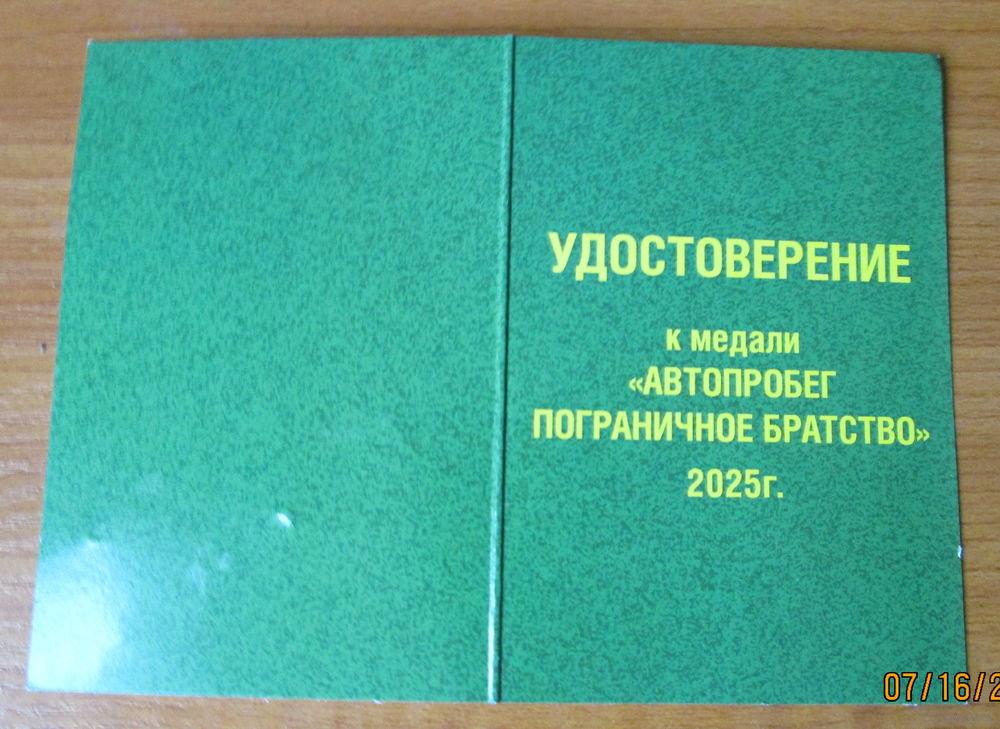 УДОСТОВЕРЕНИЕ
к медали
«АВТОПРОБЕГ
ПОГРАНИЧНОЕ БРАТСТВО»
2025г.
07/16/2